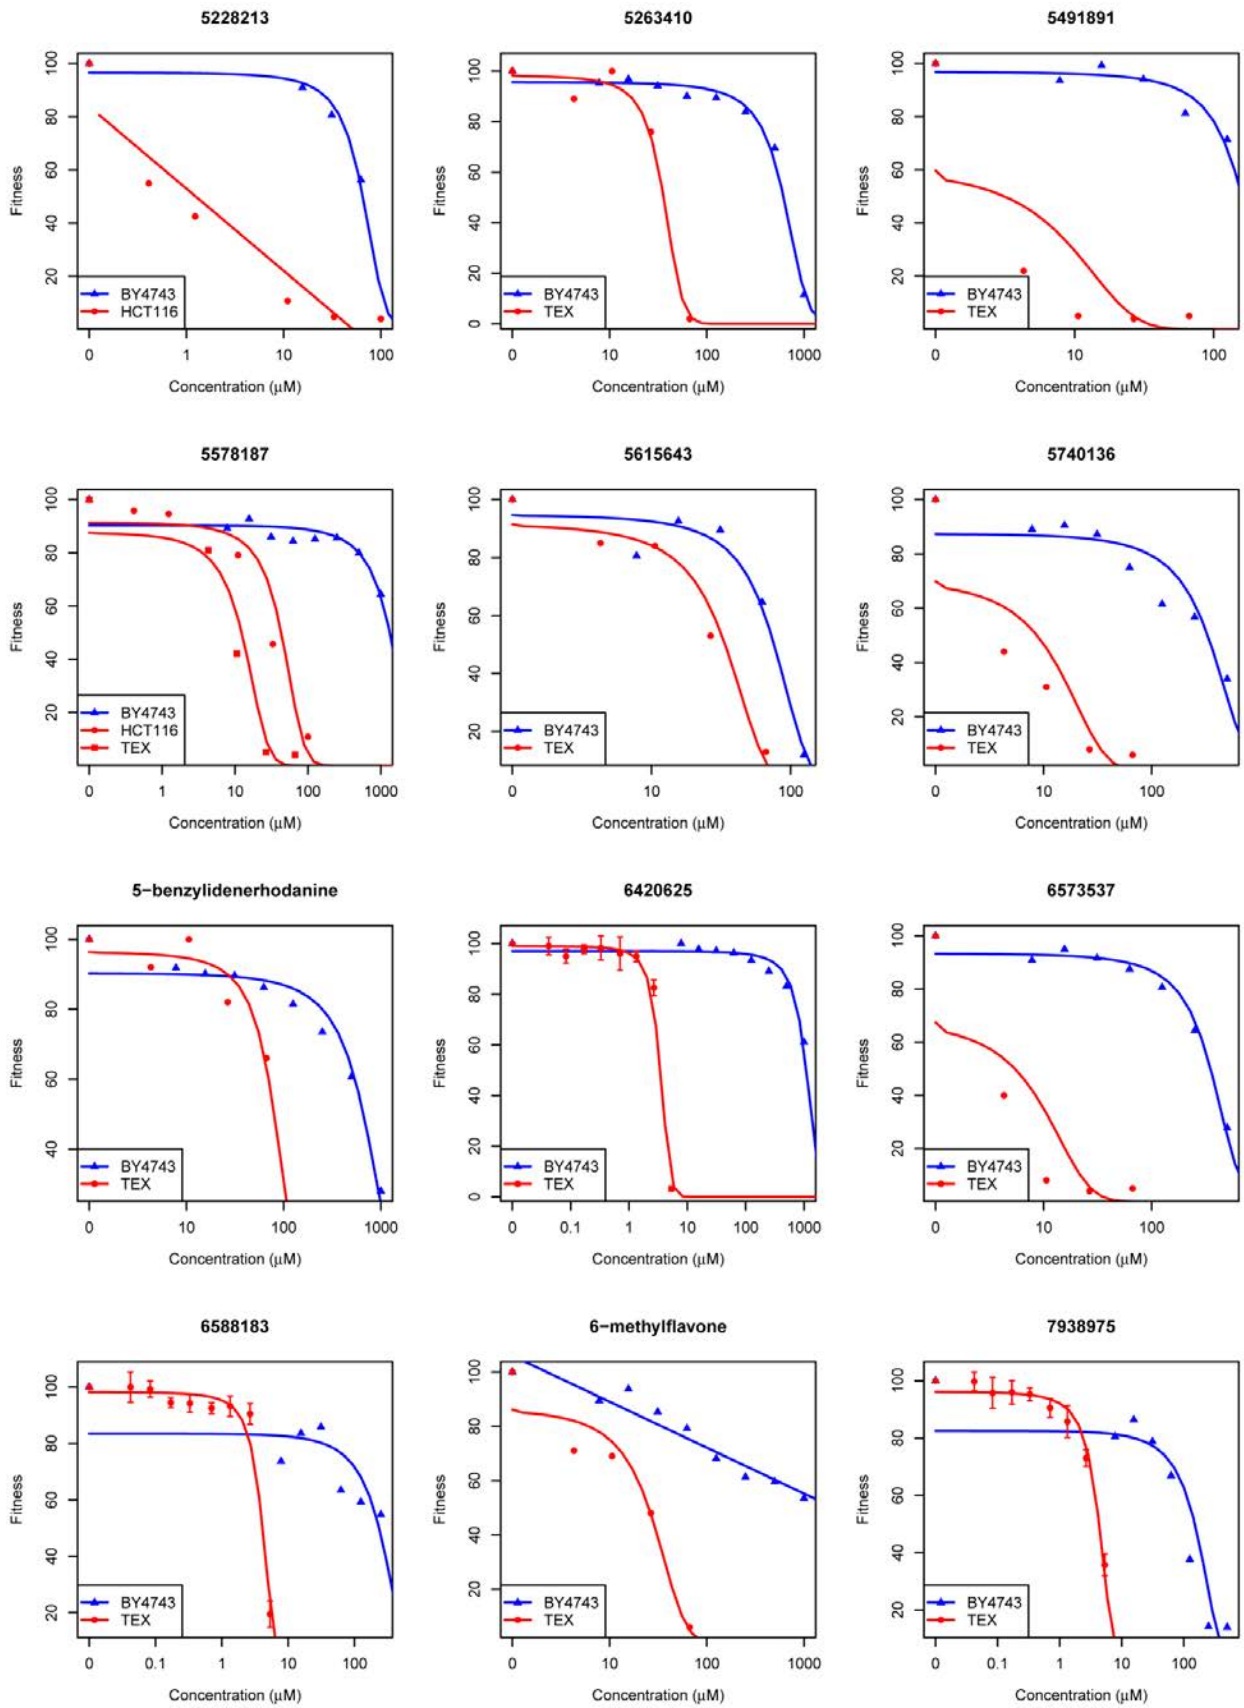 5228213 5263410 5491891
Fitness 20 40 60 80 100 Fitness 0 20 40 60 80 100 Fitness 20 40 60 80 100
BY4743 BY4743 BY4743
HCT116 TEX TEX
0 1 10 100 0 10 100 1000 0 10 100
Concentration (μM) Concentration (μM) Concentration (μM)
5578187 5615643 5740136
Fitness 20 40 60 80 100 Fitness 20 40 60 80 100 Fitness 20 40 60 80 100
BY4743
HCT116 BY4743 BY4743
TEX TEX TEX
0 1 10 100 1000 0 10 100 0 10 100
Concentration (μM) Concentration (μM) Concentration (μM)
5−benzylidenerhodanine 6420625 6573537
Fitness 40 60 80 100 Fitness 0 20 40 60 80 100 Fitness 20 40 60 80 100
BY4743 BY4743 BY4743
TEX TEX TEX
0 10 100 1000 0 0.1 1 10 100 1000 0 10 100
Concentration (μM) Concentration (μM) Concentration (μM)
6588183 6−methylflavone 7938975
Fitness 20 40 60 80 100 Fitness 20 40 60 80 100 Fitness 20 40 60 80 100
BY4743 BY4743 BY4743
TEX TEX TEX
0 0.1 1 10 100 0 10 100 1000 0 0.1 1 10 100
Concentration (μM) Concentration (μM) Concentration (μM)